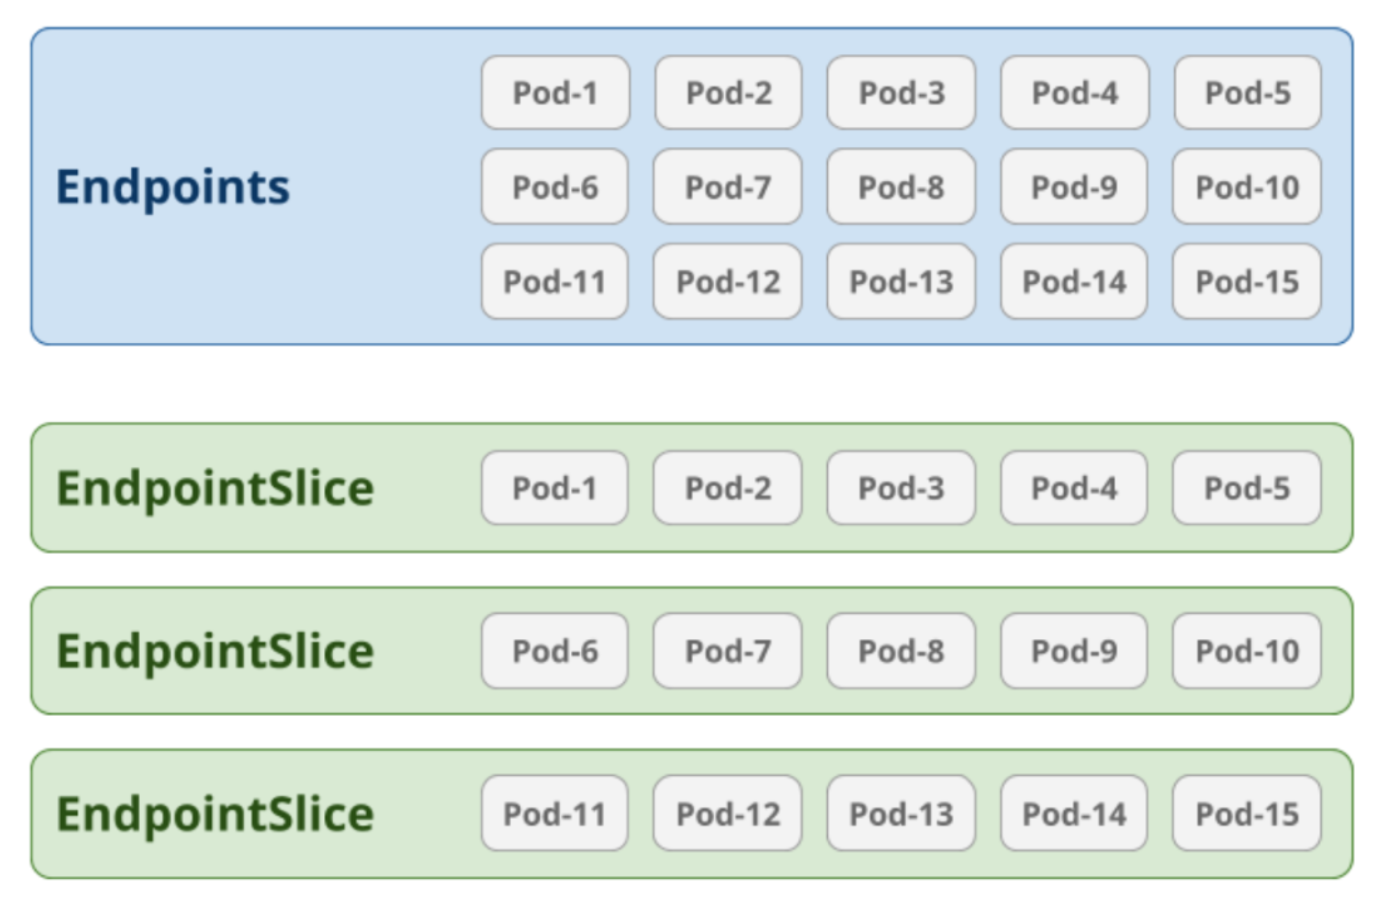 Pod-1 Pod-2 Pod-3 Pod-4 Pod-5
Endpoints Pod-6 Pod-7 Pod-8 Pod-9 Pod-10
Pod-11 Pod-12 Pod-13 Pod-14 Pod-15
EndpointSlice Pod-1 Pod-2 Pod-3 Pod-4 Pod-5
EndpointSlice Pod-6 Pod-7 Pod-8 Pod-9 Pod-10
EndpointSlice Pod-11 Pod-12 Pod-13 Pod-14 Pod-15